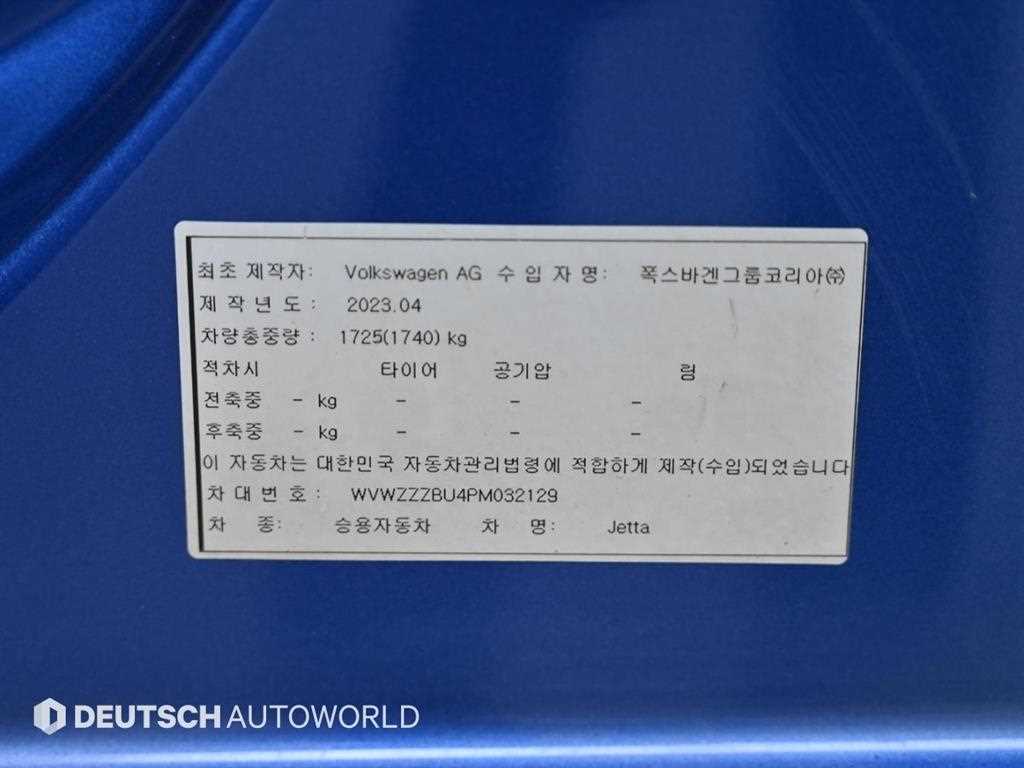 최초 제작자: Volkswagen AG 수 입 자 명: 폭스바겐그룹코리아㈜
제 작 년 도 : 2023.04
차량총중량 : 1725(1740) kg
적차시 타이어 공기압 림
전축중 - kg - - -
후축중 - kg - - -
이 자동차는 대한민국 자동차관리법령에 적합하게 제작(수입)되었습니다
차 대 번 호 : WVWZZZBU4PM032129
차 종: 승용자동차 차 명: Jetta
DEUTSCH AUTOWORLD